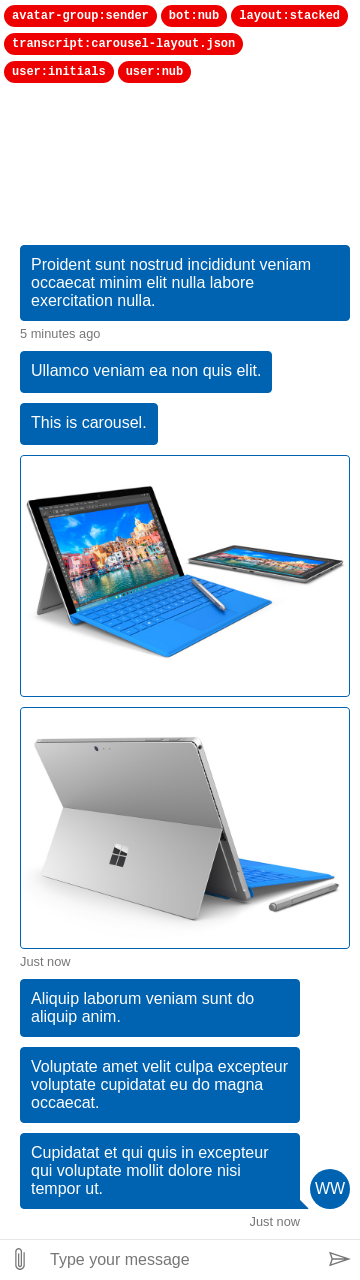 avatar-group:sender bot:nub layout:stacked
transcript:carousel-layout.json
user:initials user:nub
Proident sunt nostrud incididunt veniam
occaecat minim elit nulla labore
exercitation nulla.
5 minutes ago
Ullamco veniam ea non quis elit.
This is carousel.
Just now
Aliquip laborum veniam sunt do
aliquip anim.
Voluptate amet velit culpa excepteur
voluptate cupidatat eu do magna
occaecat.
Cupidatat et qui quis in excepteur
qui voluptate mollit dolore nisi
tempor ut.
WW
Just now
Type your message